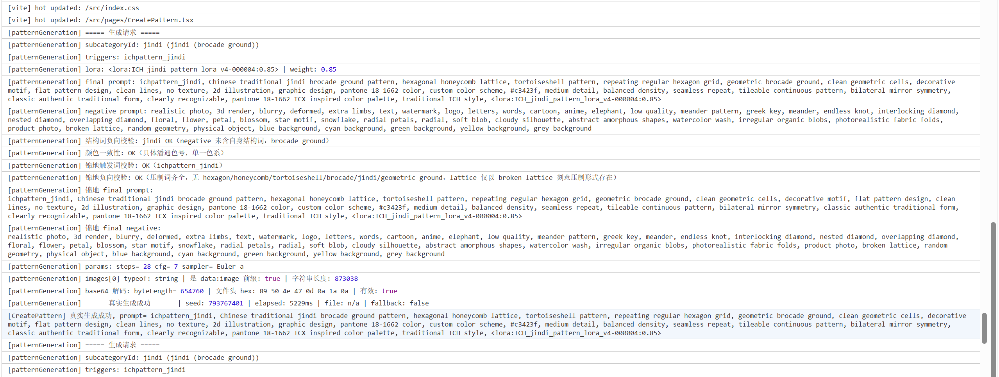 [vite] hot updated: /src/index.css
[vite] hot updated: /src/pages/CreatePattern.tsx
[patternGeneration] ===== 生成请求 =====
[patternGeneration] subcategoryId: jindi (jindi (brocade ground))
[patternGeneration] triggers: ichpattern_jindi
[patternGeneration] lora: <lora:ICH_jindi_pattern_lora_v4-000004:0.85> | weight: 0.85
[patternGeneration] final prompt: ichpattern_jindi, Chinese traditional jindi brocade ground pattern, hexagonal honeycomb lattice, tortoiseshell pattern, repeating regular hexagon grid, geometric brocade ground, clean geometric cells, decorative
motif, flat pattern design, clean lines, no texture, 2d illustration, graphic design, pantone 18-1662 color, custom color scheme, #c3423f, medium detail, balanced density, seamless repeat, tileable continuous pattern, bilateral mirror symmetry,
classic authentic traditional form, clearly recognizable, pantone 18-1662 TCX inspired color palette, traditional ICH style, <lora:ICH_jindi_pattern_lora_v4-000004:0.85>
[patternGeneration] negative prompt: realistic photo, 3d render, blurry, deformed, extra limbs, text, watermark, logo, letters, words, cartoon, anime, elephant, low quality, meander pattern, greek key, meander, endless knot, interlocking diamond,
nested diamond, overlapping diamond, floral, flower, petal, blossom, star motif, snowflake, radial petals, radial, soft blob, cloudy silhouette, abstract amorphous shapes, watercolor wash, irregular organic blobs, photorealistic fabric folds,
product photo, broken lattice, random geometry, physical object, blue background, cyan background, green background, yellow background, grey background
[patternGeneration] 结构词负向校验: jindi OK（negative 未含自身结构词：brocade ground）
[patternGeneration] 颜色一致性: OK（具体潘通色号，单一色系）
[patternGeneration] 锦地触发词校验: OK（ichpattern_jindi）
[patternGeneration] 锦地负向校验: OK（压制词齐全，无 hexagon/honeycomb/tortoiseshell/brocade/jindi/geometric ground，lattice 仅以 broken lattice 刻意压制形式存在）
[patternGeneration] 锦地 final prompt:
ichpattern_jindi, Chinese traditional jindi brocade ground pattern, hexagonal honeycomb lattice, tortoiseshell pattern, repeating regular hexagon grid, geometric brocade ground, clean geometric cells, decorative motif, flat pattern design, clean
lines, no texture, 2d illustration, graphic design, pantone 18-1662 color, custom color scheme, #c3423f, medium detail, balanced density, seamless repeat, tileable continuous pattern, bilateral mirror symmetry, classic authentic traditional form,
clearly recognizable, pantone 18-1662 TCX inspired color palette, traditional ICH style, <lora:ICH_jindi_pattern_lora_v4-000004:0.85>
[patternGeneration] 锦地 final negative:
realistic photo, 3d render, blurry, deformed, extra limbs, text, watermark, logo, letters, words, cartoon, anime, elephant, low quality, meander pattern, greek key, meander, endless knot, interlocking diamond, nested diamond, overlapping diamond,
floral, flower, petal, blossom, star motif, snowflake, radial petals, radial, soft blob, cloudy silhouette, abstract amorphous shapes, watercolor wash, irregular organic blobs, photorealistic fabric folds, product photo, broken lattice, random
geometry, physical object, blue background, cyan background, green background, yellow background, grey background
[patternGeneration] params: steps= 28 cfg= 7 sampler= Euler a
[patternGeneration] images[0] typeof: string | 是 data:image 前缀: true | 字符串长度: 873038
[patternGeneration] base64 解码: byteLength= 654760 | 文件头 hex: 89 50 4e 47 0d 0a 1a 0a | 有效: true
[patternGeneration] ===== 真实生成成功 ===== | seed: 793767401 | elapsed: 5229ms | file: n/a | fallback: false
[CreatePattern] 真实生成成功, prompt= ichpattern_jindi, Chinese traditional jindi brocade ground pattern, hexagonal honeycomb lattice, tortoiseshell pattern, repeating regular hexagon grid, geometric brocade ground, clean geometric cells, decorative
motif, flat pattern design, clean lines, no texture, 2d illustration, graphic design, pantone 18-1662 color, custom color scheme, #c3423f, medium detail, balanced density, seamless repeat, tileable continuous pattern, bilateral mirror symmetry,
classic authentic traditional form, clearly recognizable, pantone 18-1662 TCX inspired color palette, traditional ICH style, <lora:ICH_jindi_pattern_lora_v4-000004:0.85>
[patternGeneration] ===== 生成请求 =====
[patternGeneration] subcategoryId: jindi (jindi (brocade ground))
[patternGeneration] triggers: ichpattern_jindi